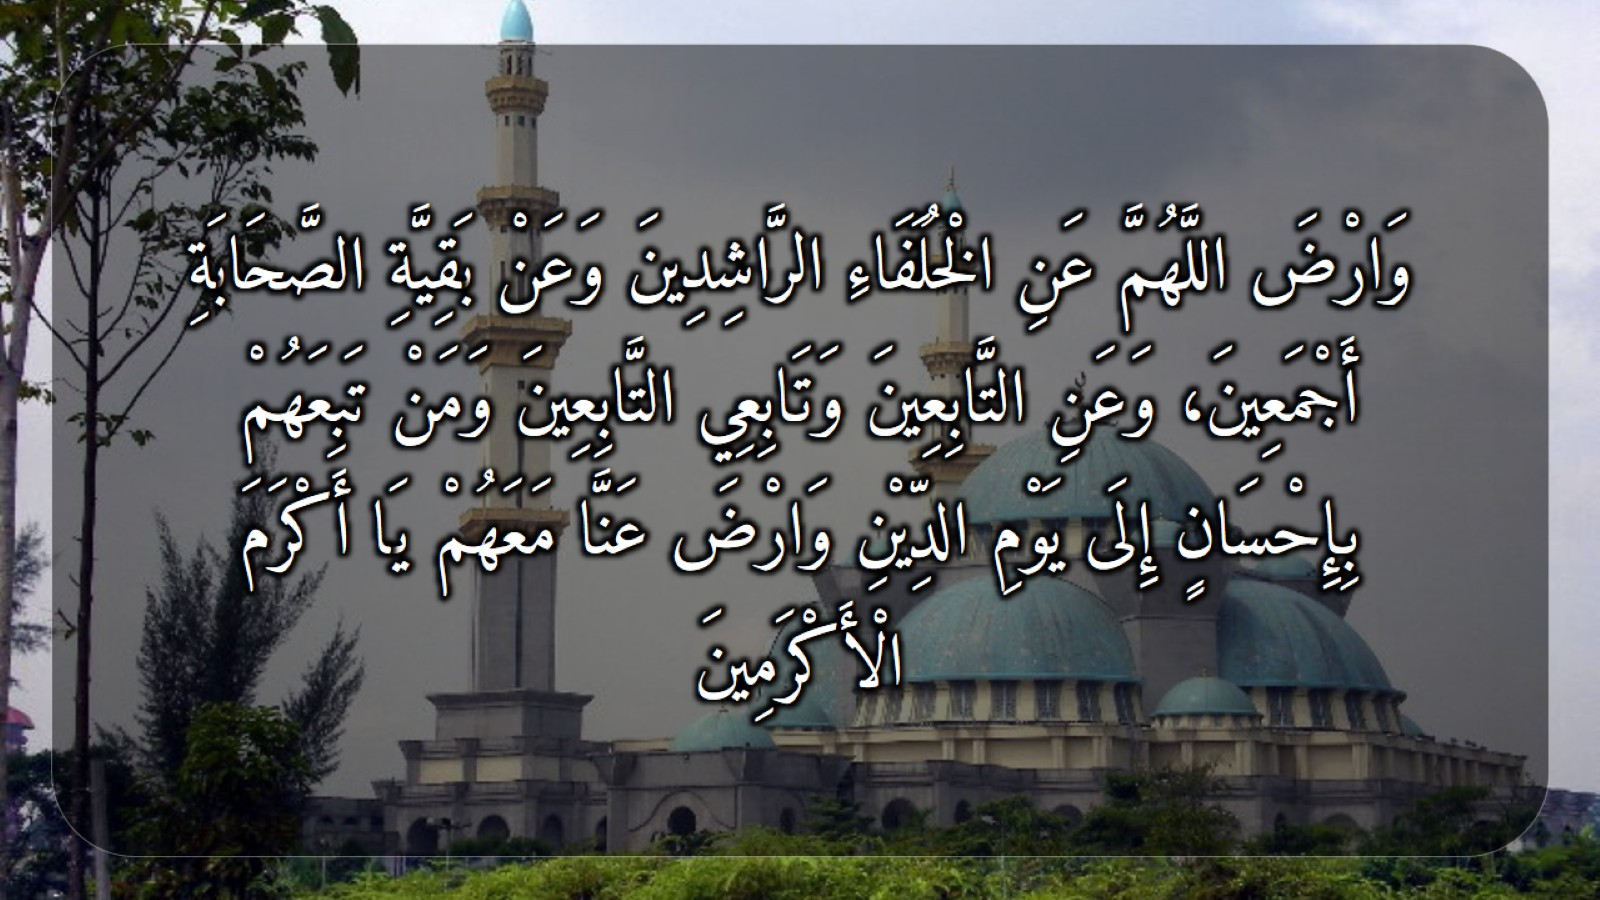 وَارْضَ اللَّهُمَّ عَنِ الْخُلَفَاءِ الرَّاشِدِينَ وَعَنْ بَقِيَّةِ الصَّحَابَةِ
أَجْمَعِينَ، وَعَنِ التَّابِعِينَ وَتَابِعِي التَّابِعِينَ وَمَنْ تَبِعَهُمْ
بِإِحْسَانٍ إِلَى يَوْمِ الدِّيْنِ وَارْضَ عَنَّا مَعَهُمْ يَا أَكْرَمَ
الْأَكْرَمِينَ